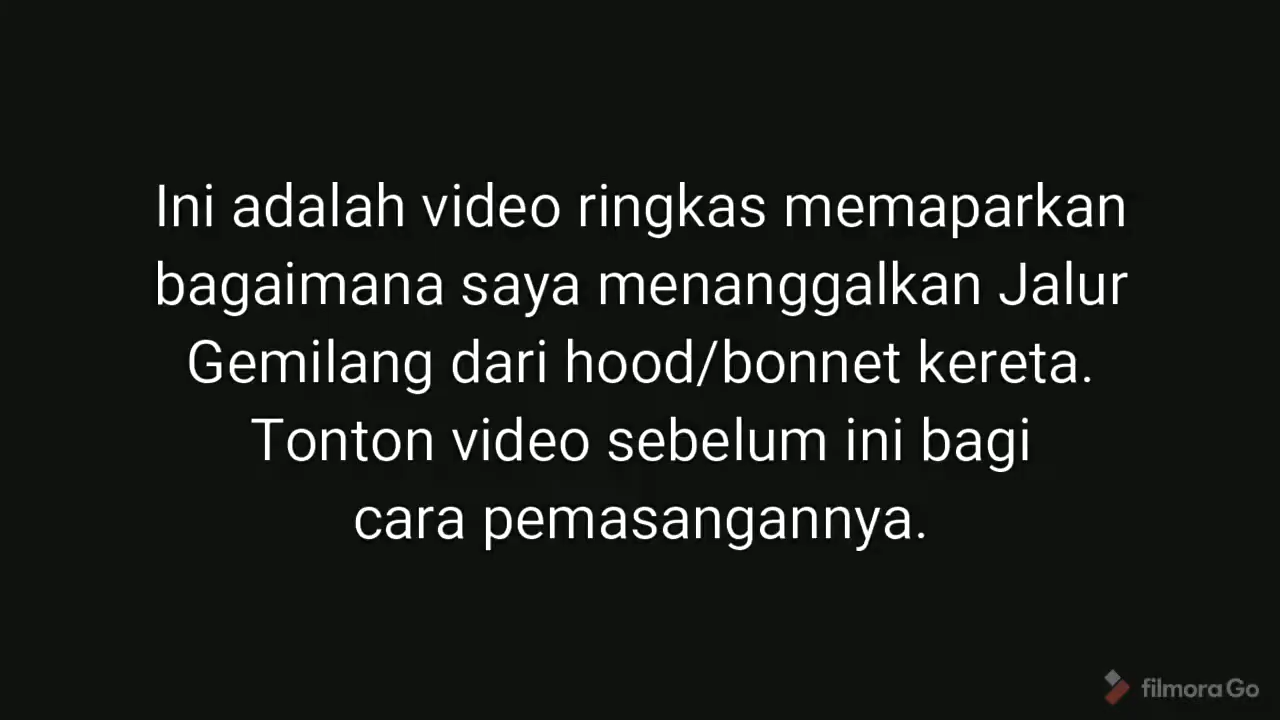 Ini adalah video ringkas memaparkan
bagaimana saya menanggalkan Jalur
Gemilang dari hood/bonnet kereta.
Tonton video sebelum ini bagi
cara pemasangannya.
filmoraGo